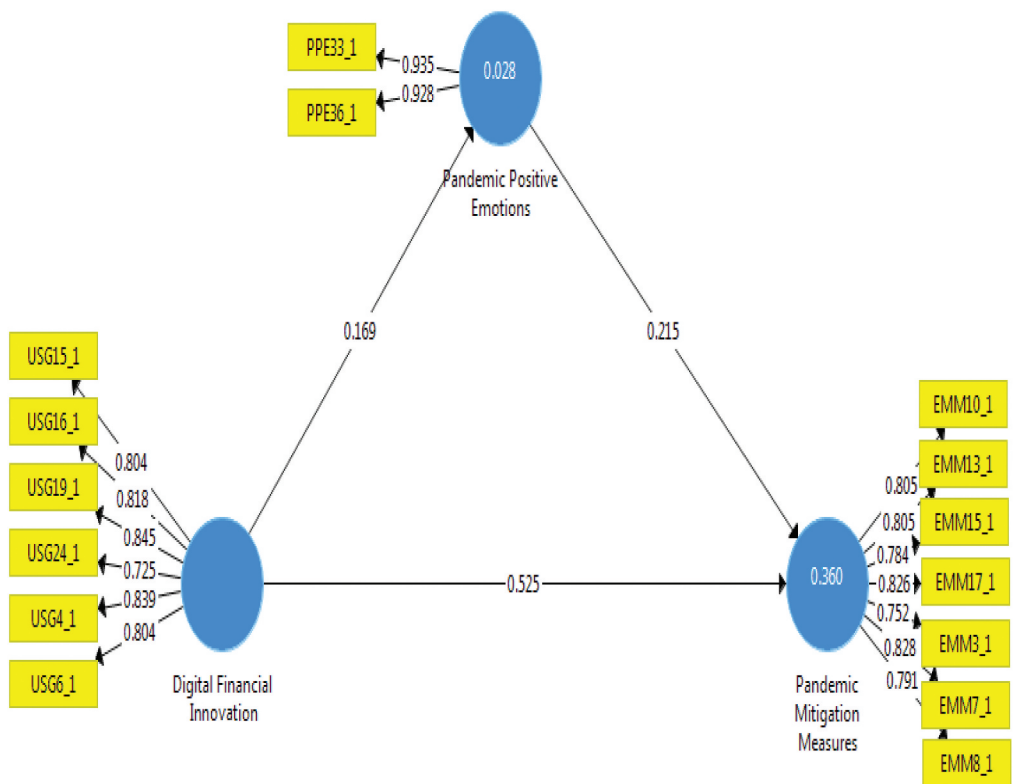 PPE33_1
0.935
0.028
0.928
PPE36_1
Pandemic Positive
Emotions
0.169
0.215
USG15_1
USG16_1
USG19_1
USG24_1
USG4_1
USG6_1
0.804
0.818
0.845
0.725
0.839
0.804
Digital Financial
Innovation
0.525
0.360
Pandemic
Mitigation
Measures
0.805
0.805
0.784
0.826
0.752
0.828
0.791
EMM10_1
EMM13_1
EMM15_1
EMM17_1
EMM3_1
EMM7_1
EMM8_1